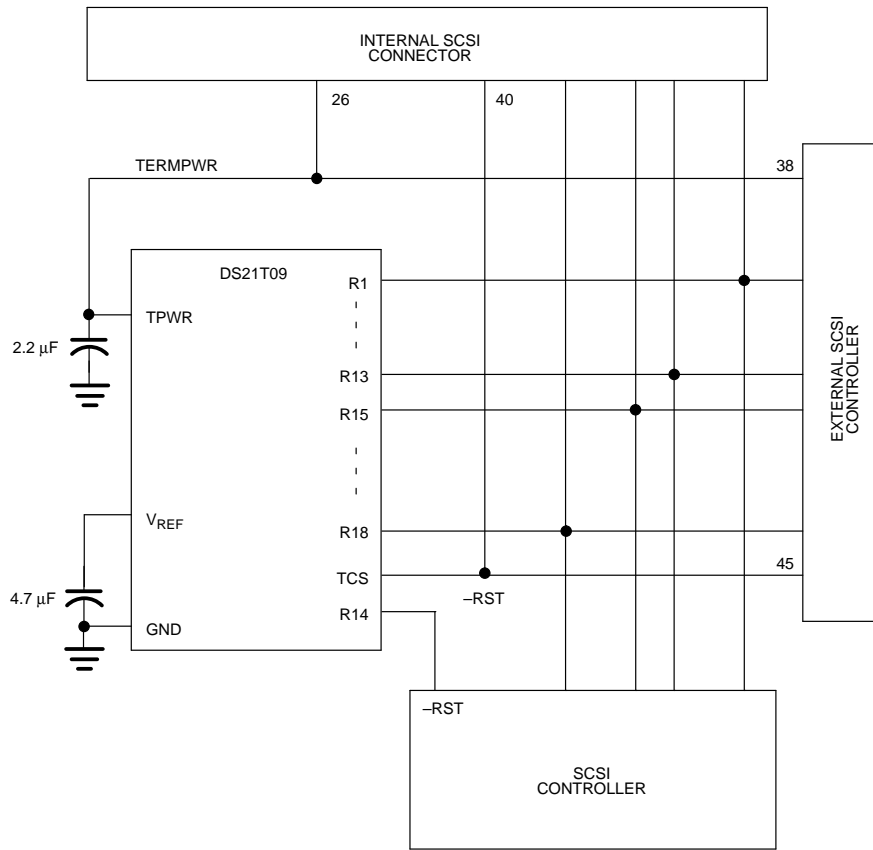 INTERNAL SCSI
CONNECTOR
26
40
TERMPWR
38
DS21T09
R1
TPWR
2.2 μF
R13
R15
EXTERNAL SCSI
CONTROLLER
VREF
R18
TCS
45
4.7 μF
–RST
R14
GND
–RST
SCSI
CONTROLLER